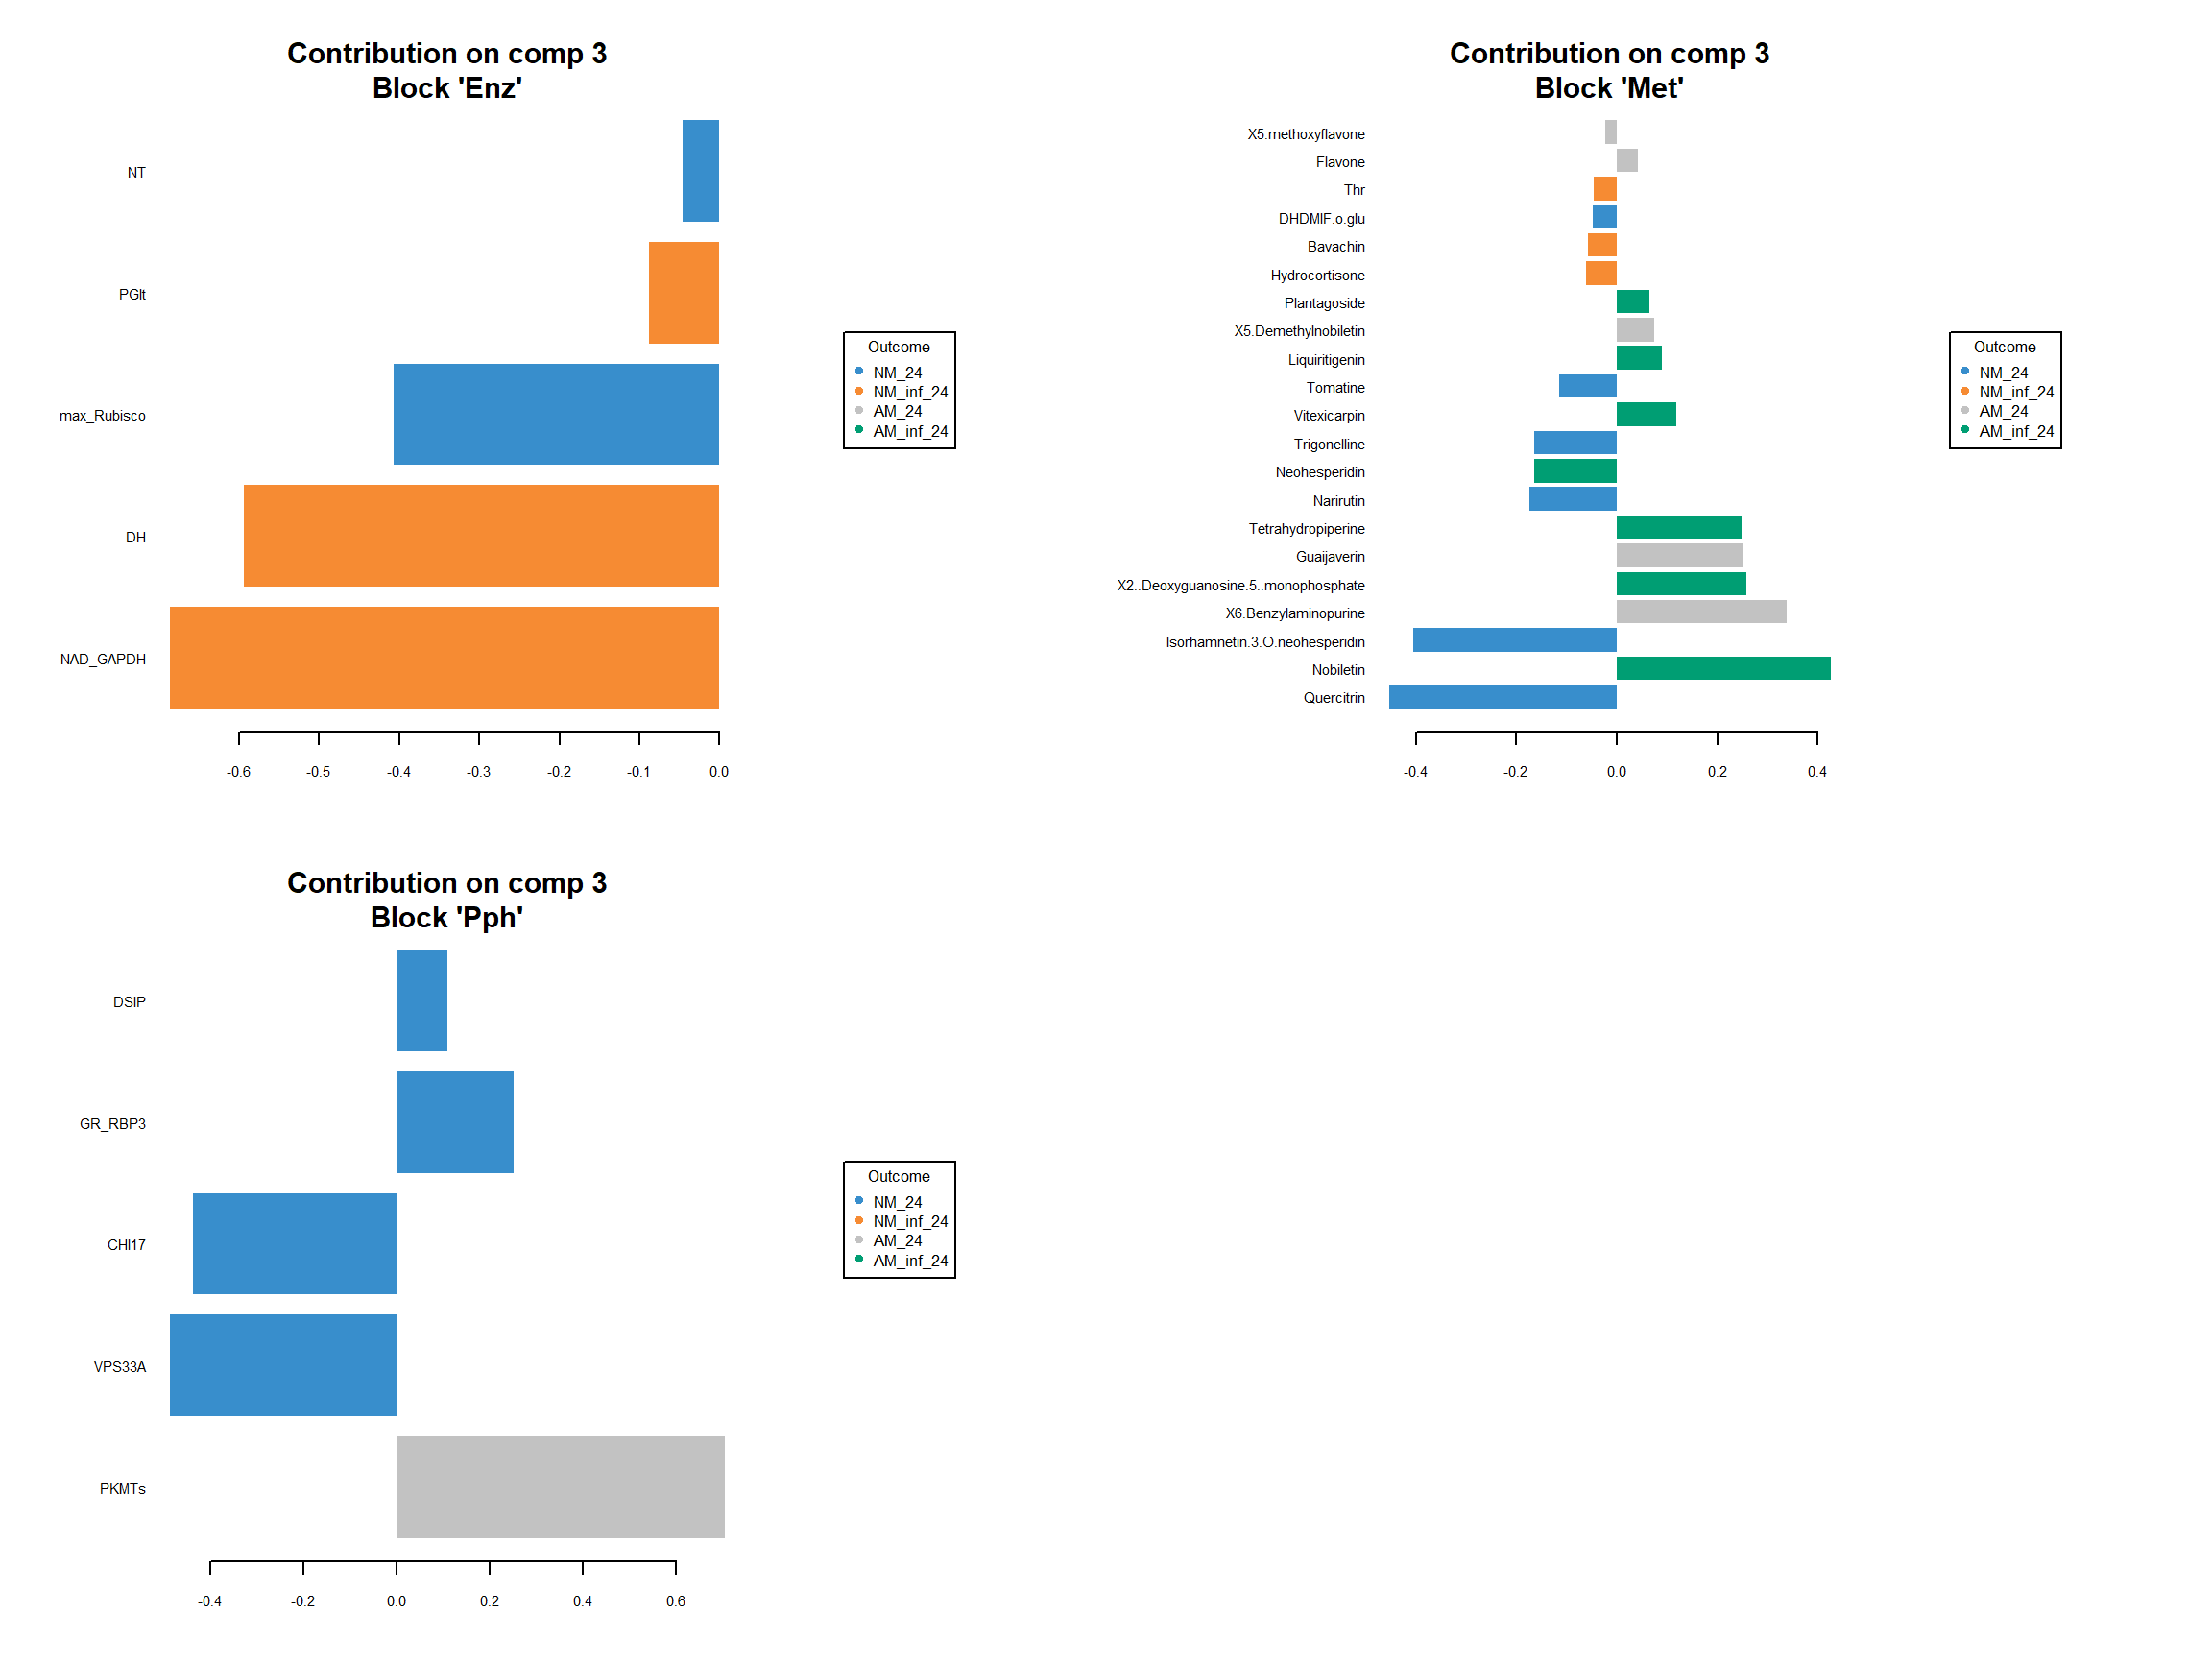 Contribution on comp 3
Block 'Enz'
NT
PGlt
max_Rubisco
DH
NAD_GAPDH
-0.6 -0.5 -0.4 -0.3 -0.2 -0.1 0.0
Outcome
NM_24
NM_inf_24
AM_24
AM_inf_24
Contribution on comp 3
Block 'Met'
X5.methoxyflavone
Flavone
Thr
DHDMIF.o.glu
Bavachin
Hydrocortisone
Plantagoside
X5.Demethylnobiletin
Liquiritigenin
Tomatine
Vitexicarpin
Trigonelline
Neohesperidin
Narirutin
Tetrahydropiperine
Guaijaverin
X2..Deoxyguanosine.5..monophosphate
X6.Benzylaminopurine
Isorhamnetin.3.O.neohesperidin
Nobiletin
Quercitrin
-0.4 -0.2 0.0 0.2 0.4
Outcome
NM_24
NM_inf_24
AM_24
AM_inf_24
Contribution on comp 3
Block 'Pph'
DSIP
GR_RBP3
CHI17
VPS33A
PKMTs
-0.4 -0.2 0.0 0.2 0.4 0.6
Outcome
NM_24
NM_inf_24
AM_24
AM_inf_24